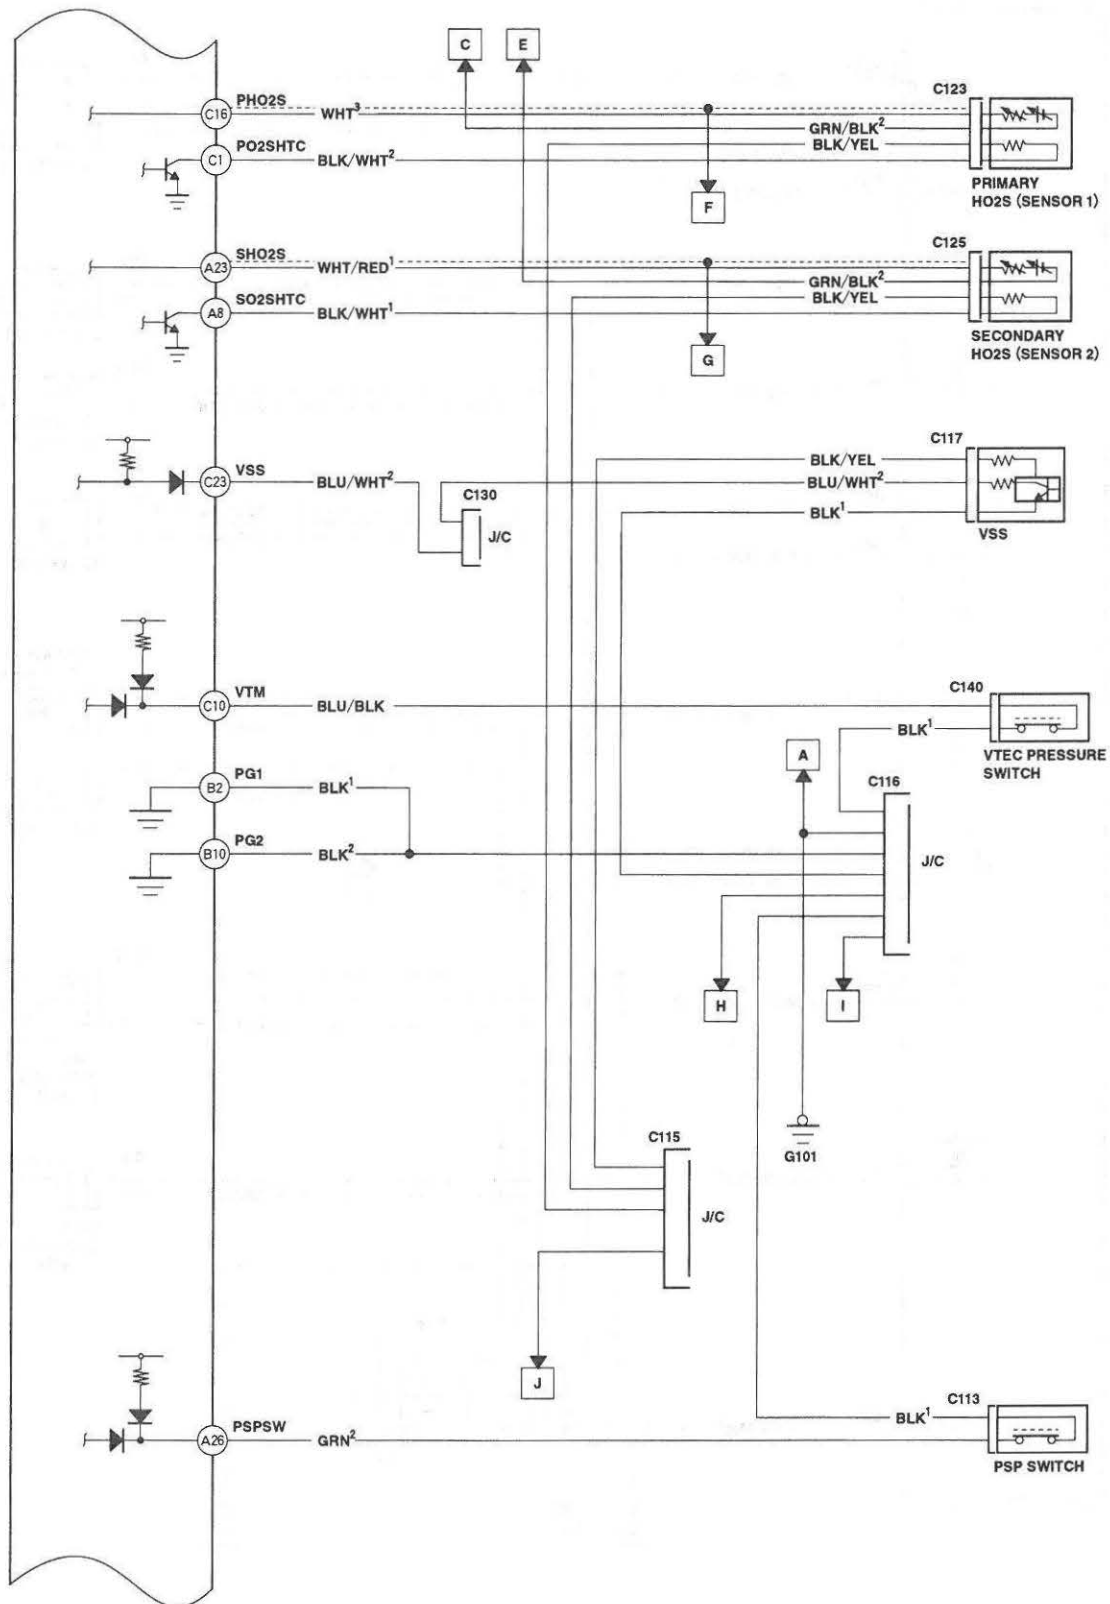 C E
C123
C16 PHO2S WHT³
GRN/BLK²
C1 PO2SHTC BLK/WHT² BLK/YEL
F
PRIMARY
HO2S (SENSOR 1)
C125
A23 SHO2S WHT/RED¹
GRN/BLK²
A8 SO2SHTC BLK/WHT¹ BLK/YEL
G
SECONDARY
HO2S (SENSOR 2)
C117
BLK/YEL
C23 VSS BLU/WHT² BLU/WHT²
C130
J/C
BLK¹
VSS
C140
C10 VTM BLU/BLK
BLK¹
VTEC PRESSURE
SWITCH
A
C116
B2 PG1 BLK¹
B10 PG2 BLK²
J/C
H I
G101
C115
J/C
J
C113
BLK¹
A26 PSPSW GRN²
PSP SWITCH